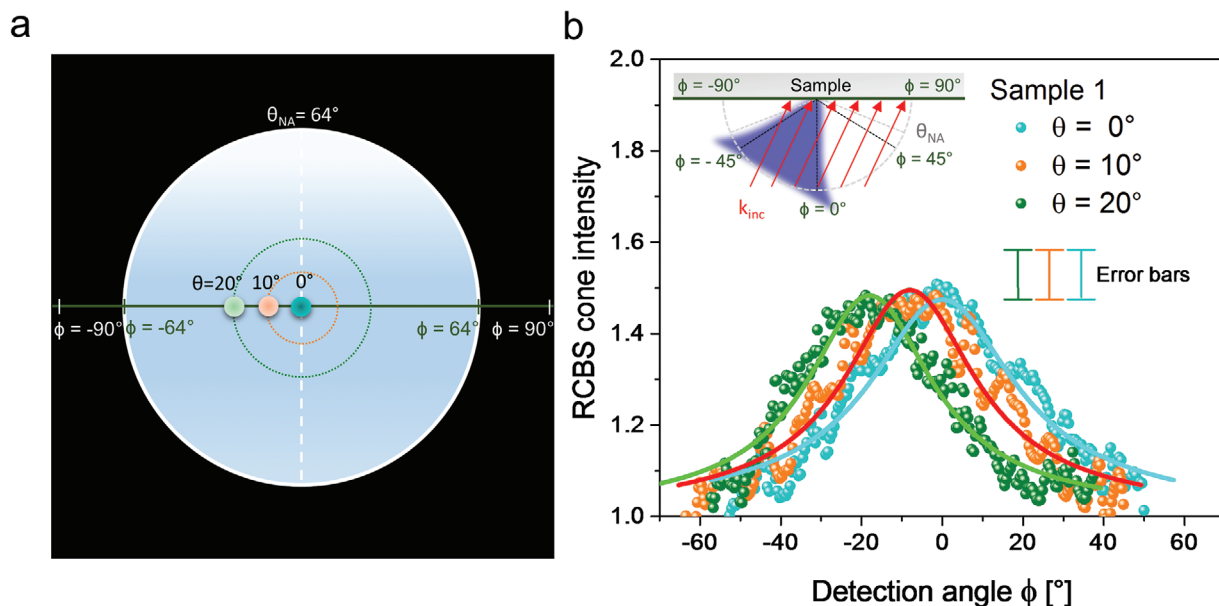 a
θNA= 64°
θ=20°
10°
0°
ϕ = -90°
ϕ = -64°
ϕ = 64°
ϕ = 90°
b
RCBS cone intensity
2.0
1.8
1.6
1.4
1.2
1.0
ϕ = -90°
Sample
ϕ = 90°
θNA
ϕ = - 45°
ϕ = 45°
kinc
ϕ = 0°
Sample 1
θ = 0°
θ = 10°
θ = 20°
Error bars
-60
-40
-20
0
20
40
60
Detection angle ϕ [°]